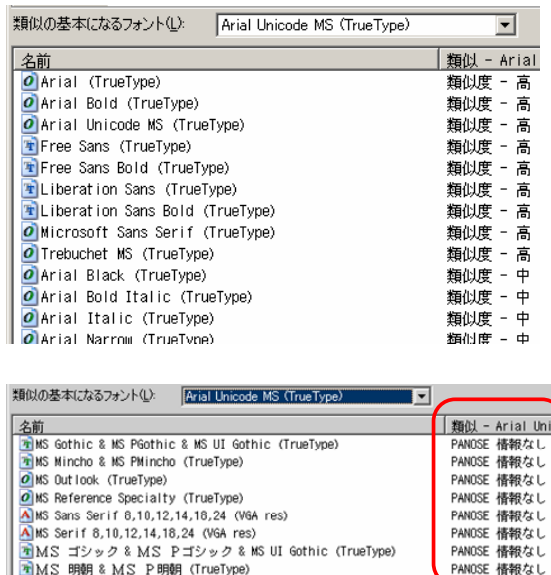 類似の基本になるフォント(L): Arial Unicode MS (TrueType)
名前 類似 - Arial
Arial (TrueType) 類似度 - 高
Arial Bold (TrueType) 類似度 - 高
Arial Unicode MS (TrueType) 類似度 - 高
Free Sans (TrueType) 類似度 - 高
Free Sans Bold (TrueType) 類似度 - 高
Liberation Sans (TrueType) 類似度 - 高
Liberation Sans Bold (TrueType) 類似度 - 高
Microsoft Sans Serif (TrueType) 類似度 - 高
Trebuchet MS (TrueType) 類似度 - 高
Arial Black (TrueType) 類似度 - 中
Arial Bold Italic (TrueType) 類似度 - 中
Arial Italic (TrueType) 類似度 - 中
Arial Narrow (TrueType) 類似度 - 中
類似の基本になるフォント(L): Arial Unicode MS (TrueType)
名前 類似 - Arial Uni
MS Gothic & MS PGothic & MS UI Gothic (TrueType) PANOSE 情報なし
MS Mincho & MS PMincho (TrueType) PANOSE 情報なし
MS Outlook (TrueType) PANOSE 情報なし
MS Reference Specialty (TrueType) PANOSE 情報なし
MS Sans Serif 8,10,12,14,18,24 (VGA res) PANOSE 情報なし
MS Serif 8,10,12,14,18,24 (VGA res) PANOSE 情報なし
MS ゴシック & MS Pゴシック & MS UI Gothic (TrueType) PANOSE 情報なし
MS 明朝 & MS P明朝 (TrueType) PANOSE 情報なし